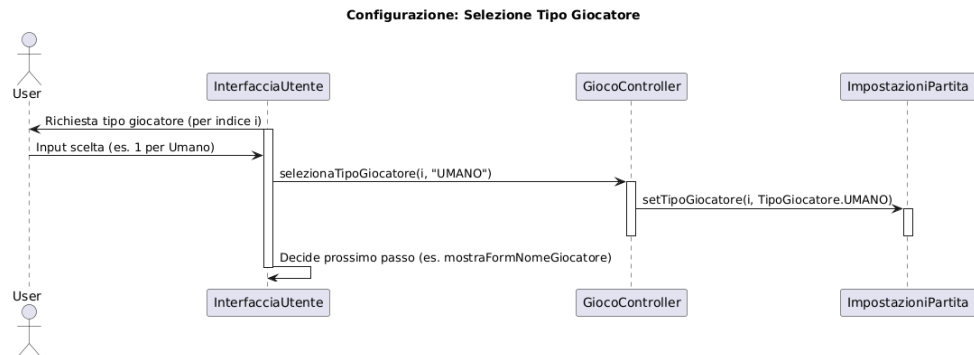 Configurazione: Selezione Tipo Giocatore
User
InterfacciaUtente
GiocoController
ImpostazioniPartita
Richiesta tipo giocatore (per indice i)
Input scelta (es. 1 per Umano)
selezionaTipoGiocatore(i, "UMANO")
setTipoGiocatore(i, TipoGiocatore.UMANO)
Decide prossimo passo (es. mostraFormNomeGiocatore)
User
InterfacciaUtente
GiocoController
ImpostazioniPartita